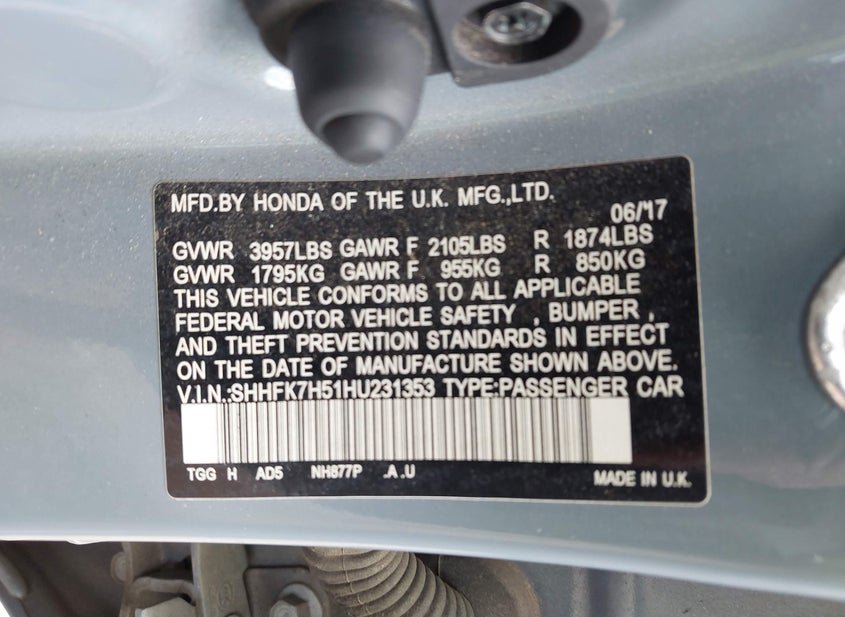 MFD.BY HONDA OF THE U.K. MFG.,LTD.
06/17
GVWR 3957LBS GAWR F 2105LBS R 1874LBS
GVWR 1795KG GAWR F 955KG R 850KG
THIS VEHICLE CONFORMS TO ALL APPLICABLE
FEDERAL MOTOR VEHICLE SAFETY , BUMPER ,
AND THEFT PREVENTION STANDARDS IN EFFECT
ON THE DATE OF MANUFACTURE SHOWN ABOVE.
V.I.N.:SHHFK7H51HU231353 TYPE:PASSENGER CAR
TGG H AD5 NH877P .A .U
MADE IN U.K.